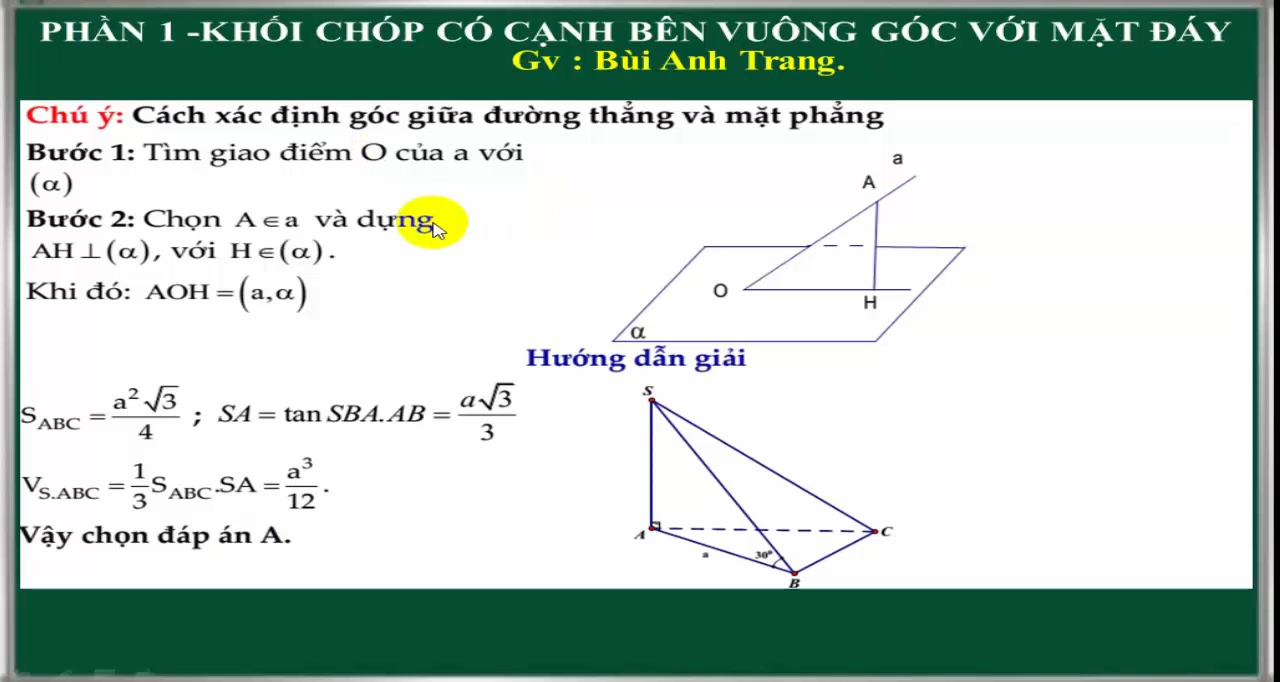 PHẦN 1 -KHỐI CHÓP CÓ CẠNH BÊN VUÔNG GÓC VỚI MẶT ĐÁY
Gv : Bùi Anh Trang.
Chú ý: Cách xác định góc giữa đường thẳng và mặt phẳng
Bước 1: Tìm giao điểm O của a với
(α)
Bước 2: Chọn A ∈ a và dựng
AH ⊥ (α), với H ∈ (α).
Khi đó: AOH = (a,α)
a
A
O
H
α
Hướng dẫn giải
S_ABC = a²√3/4 ; SA = tan SBA.AB = a√3/3
V_S.ABC = 1/3 S_ABC.SA = a³/12.
Vậy chọn đáp án A.
S
A
C
a
30°
B